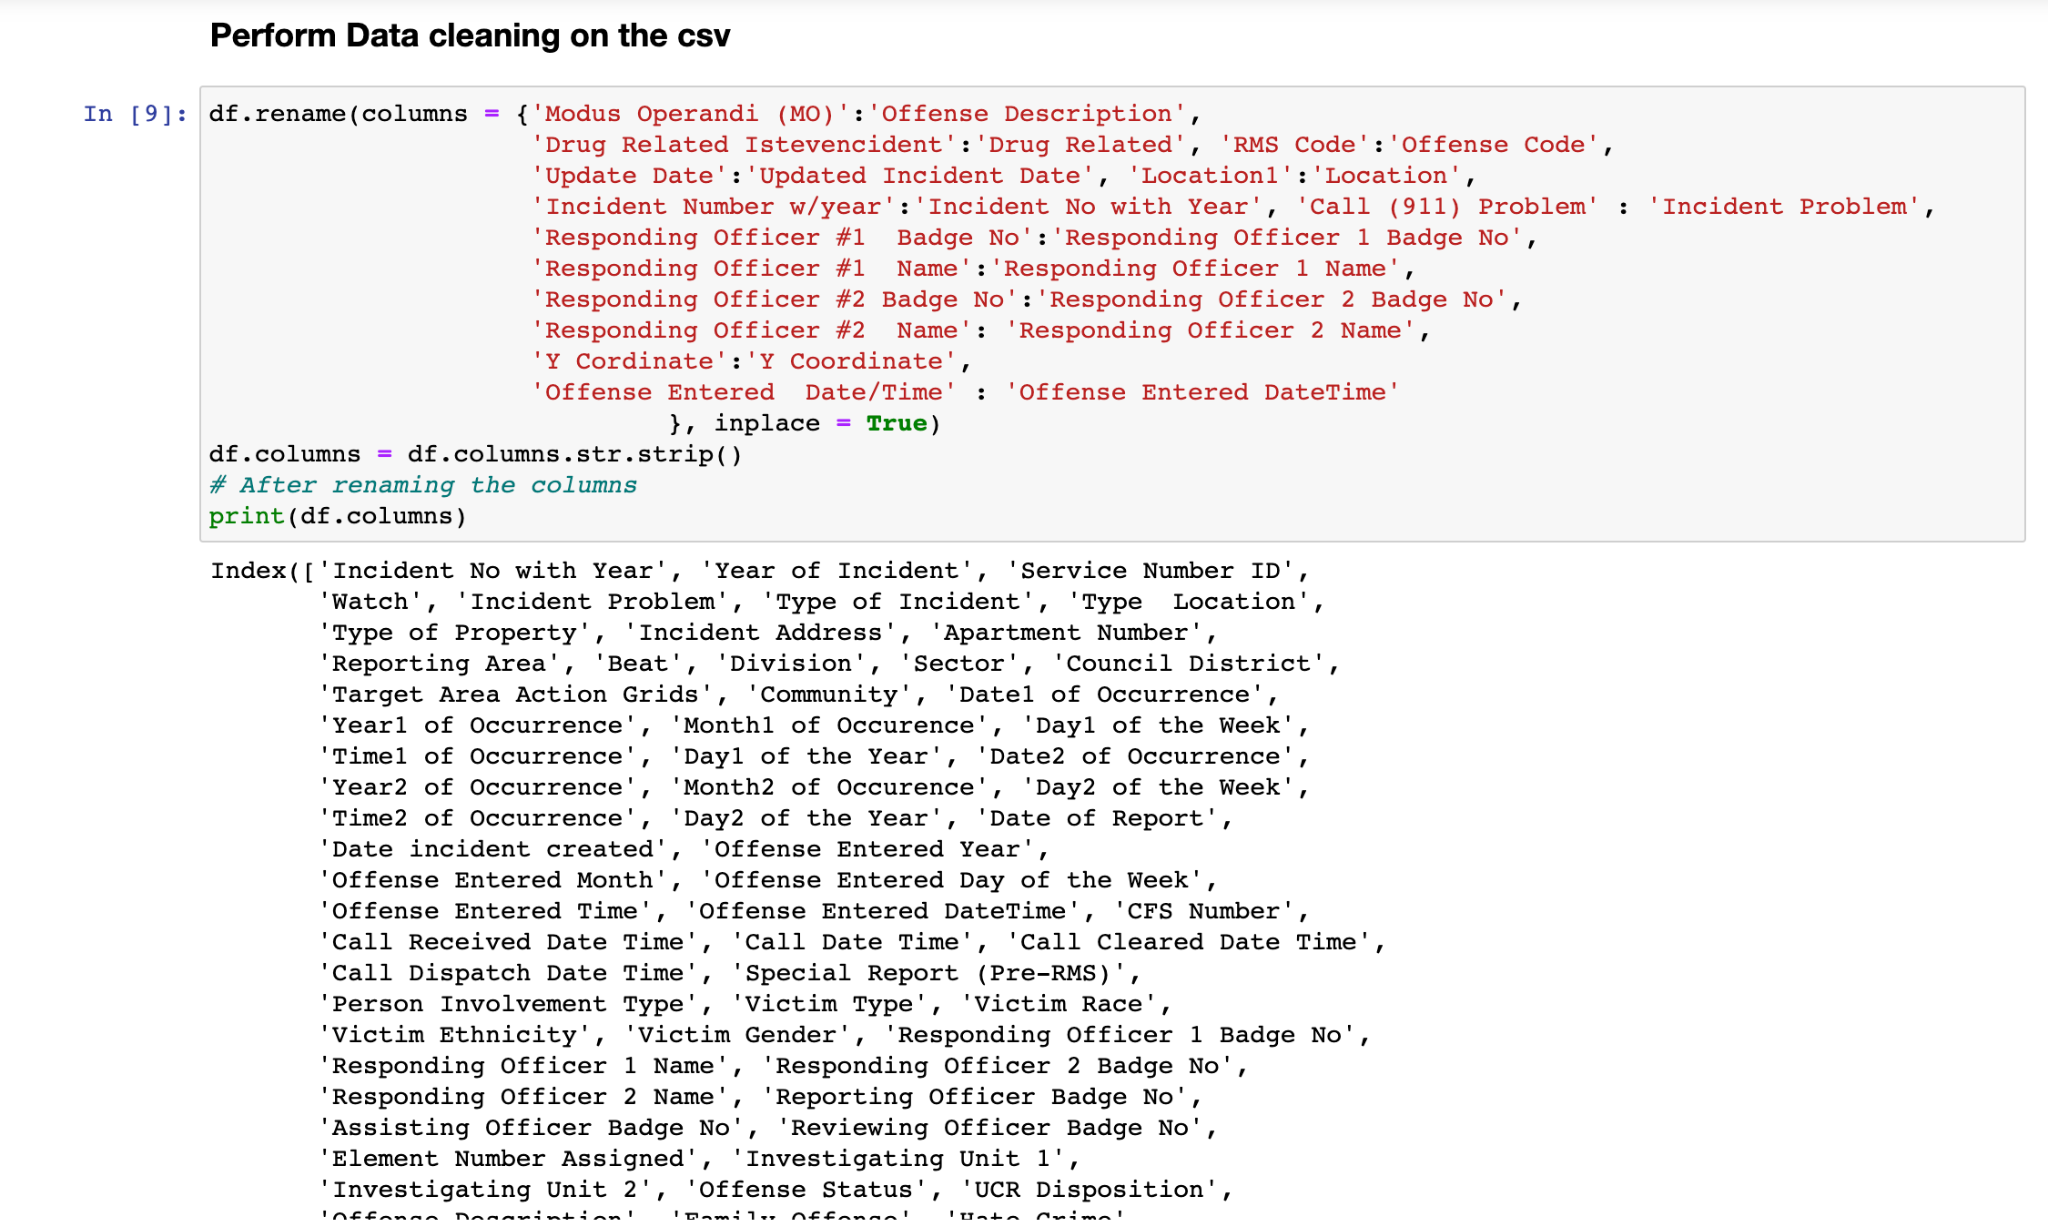 Perform Data cleaning on the csv
In [9]: df.rename(columns = {'Modus Operandi (MO)':'Offense Description',
'Drug Related Istevencident':'Drug Related', 'RMS Code':'Offense Code',
'Update Date':'Updated Incident Date', 'Location1':'Location',
'Incident Number w/year':'Incident No with Year', 'Call (911) Problem' : 'Incident Problem',
'Responding Officer #1  Badge No':'Responding Officer 1 Badge No',
'Responding Officer #1  Name':'Responding Officer 1 Name',
'Responding Officer #2 Badge No':'Responding Officer 2 Badge No',
'Responding Officer #2  Name': 'Responding Officer 2 Name',
'Y Cordinate':'Y Coordinate',
'Offense Entered  Date/Time' : 'Offense Entered DateTime'
}, inplace = True)
df.columns = df.columns.str.strip()
# After renaming the columns
print(df.columns)
Index(['Incident No with Year', 'Year of Incident', 'Service Number ID',
'Watch', 'Incident Problem', 'Type of Incident', 'Type  Location',
'Type of Property', 'Incident Address', 'Apartment Number',
'Reporting Area', 'Beat', 'Division', 'Sector', 'Council District',
'Target Area Action Grids', 'Community', 'Date1 of Occurrence',
'Year1 of Occurrence', 'Month1 of Occurence', 'Day1 of the Week',
'Time1 of Occurrence', 'Day1 of the Year', 'Date2 of Occurrence',
'Year2 of Occurrence', 'Month2 of Occurence', 'Day2 of the Week',
'Time2 of Occurrence', 'Day2 of the Year', 'Date of Report',
'Date incident created', 'Offense Entered Year',
'Offense Entered Month', 'Offense Entered Day of the Week',
'Offense Entered Time', 'Offense Entered DateTime', 'CFS Number',
'Call Received Date Time', 'Call Date Time', 'Call Cleared Date Time',
'Call Dispatch Date Time', 'Special Report (Pre-RMS)',
'Person Involvement Type', 'Victim Type', 'Victim Race',
'Victim Ethnicity', 'Victim Gender', 'Responding Officer 1 Badge No',
'Responding Officer 1 Name', 'Responding Officer 2 Badge No',
'Responding Officer 2 Name', 'Reporting Officer Badge No',
'Assisting Officer Badge No', 'Reviewing Officer Badge No',
'Element Number Assigned', 'Investigating Unit 1',
'Investigating Unit 2', 'Offense Status', 'UCR Disposition',
'Offense Description', 'Family Offense', 'Hate Crime',